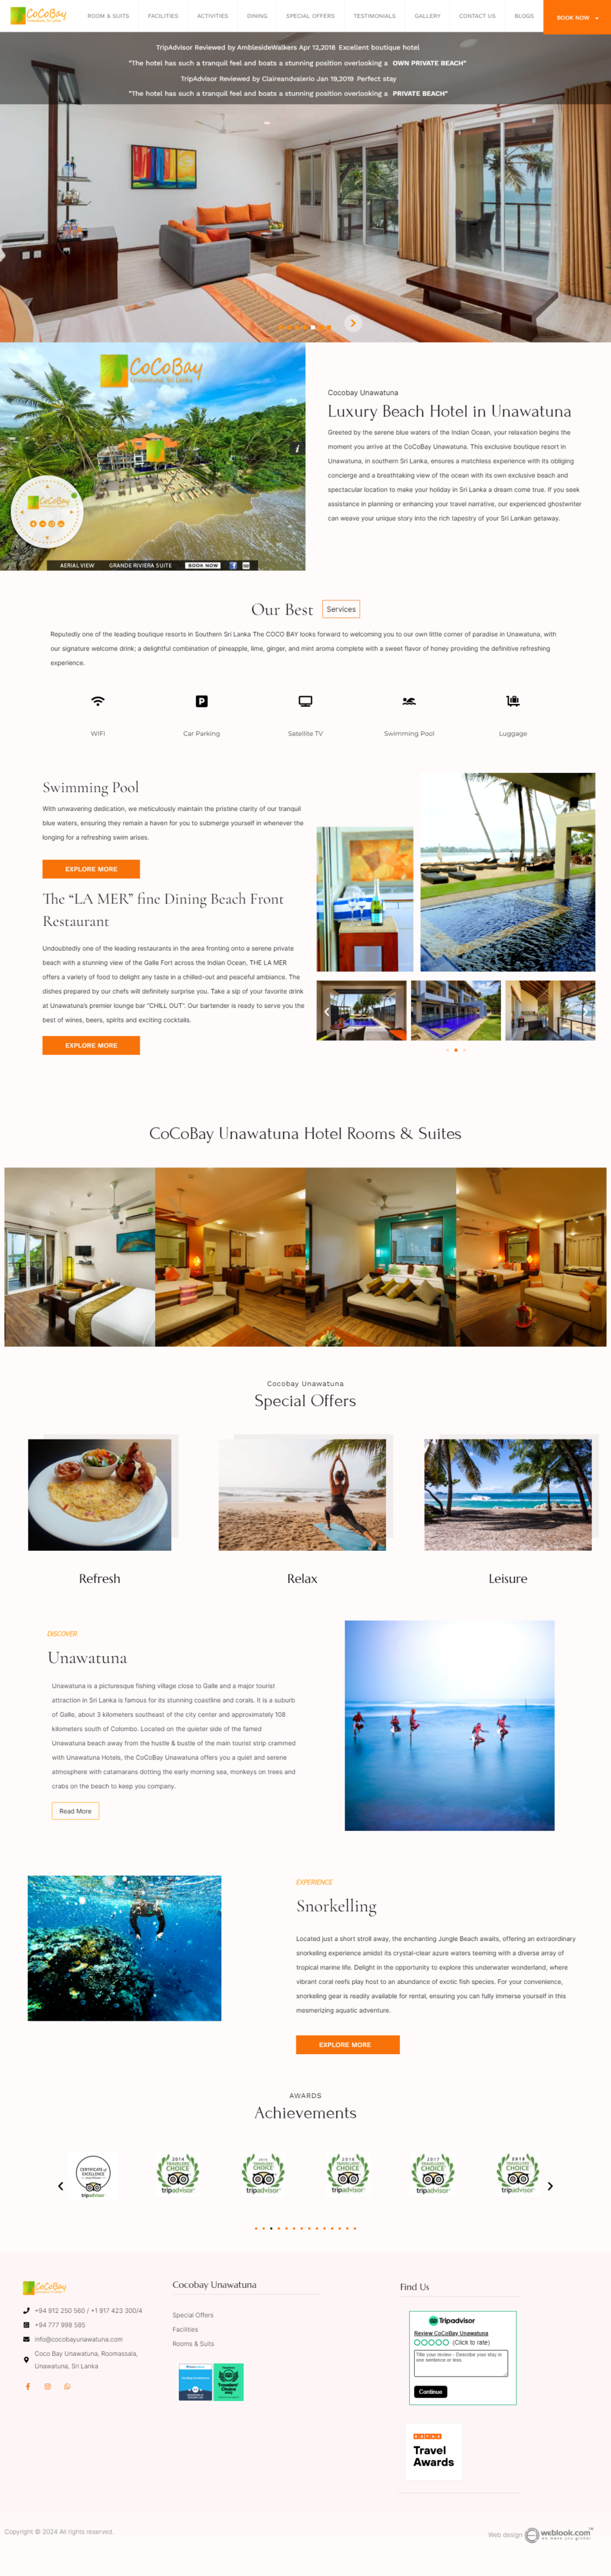 CoCoBay
ROOM & SUITS
FACILITIES
ACTIVITIES
DINING
SPECIAL OFFERS
TESTIMONIALS
GALLERY
CONTACT US
BLOGS
BOOK NOW
TripAdvisor Reviewed by AmblesideWalkers Apr 12,2018 Excellent boutique hotel
"The hotel has such a tranquil feel and boats a stunning position overlooking a OWN PRIVATE BEACH"
TripAdvisor Reviewed by Claireandvalerio Jan 19,2019 Perfect stay
"The hotel has such a tranquil feel and boats a stunning position overlooking a PRIVATE BEACH"
CoCoBay
Unawatuna, Sri Lanka
CoCoBay
AERIAL VIEW
GRANDE RIVIERA SUITE
BOOK NOW
Cocobay Unawatuna
Luxury Beach Hotel in Unawatuna
Greeted by the serene blue waters of the Indian Ocean, your relaxation begins the
moment you arrive at the CoCoBay Unawatuna. This exclusive boutique resort in
Unawatuna, in southern Sri Lanka, ensures a matchless experience with its obliging
concierge and a breathtaking view of the ocean with its own exclusive beach and
spectacular location to make your holiday in Sri Lanka a dream come true. If you seek
assistance in planning or enhancing your travel narrative, our experienced ghostwriter
can weave your unique story into the rich tapestry of your Sri Lankan getaway.
Our Best Services
Reputedly one of the leading boutique resorts in Southern Sri Lanka The COCO BAY looks forward to welcoming you to our own little corner of paradise in Unawatuna, with
our signature welcome drink; a delightful combination of pineapple, lime, ginger, and mint aroma complete with a sweet flavor of honey providing the definitive refreshing
experience.
WIFI
Car Parking
Satellite TV
Swimming Pool
Luggage
Swimming Pool
With unwavering dedication, we meticulously maintain the pristine clarity of our tranquil
blue waters, ensuring they remain a haven for you to submerge yourself in whenever the
longing for a refreshing swim arises.
EXPLORE MORE
The “LA MER” fine Dining Beach Front
Restaurant
Undoubtedly one of the leading restaurants in the area fronting onto a serene private
beach with a stunning view of the Galle Fort across the Indian Ocean, THE LA MER
offers a variety of food to delight any taste in a chilled-out and peaceful ambiance. The
dishes prepared by our chefs will definitely surprise you. Take a sip of your favorite drink
at Unawatuna’s premier lounge bar “CHILL OUT”. Our bartender is ready to serve you the
best of wines, beers, spirits and exciting cocktails.
EXPLORE MORE
CoCoBay Unawatuna Hotel Rooms & Suites
Cocobay Unawatuna
Special Offers
Refresh
Relax
Leisure
DISCOVER
Unawatuna
Unawatuna is a picturesque fishing village close to Galle and a major tourist
attraction in Sri Lanka is famous for its stunning coastline and corals. It is a suburb
of Galle, about 3 kilometers southeast of the city center and approximately 108
kilometers south of Colombo. Located on the quieter side of the famed
Unawatuna beach away from the hustle & bustle of the main tourist strip crammed
with Unawatuna Hotels, the CoCoBay Unawatuna offers you a quiet and serene
atmosphere with catamarans dotting the early morning sea, monkeys on trees and
crabs on the beach to keep you company.
Read More
EXPERIENCE
Snorkelling
Located just a short stroll away, the enchanting Jungle Beach awaits, offering an extraordinary
snorkeling experience amidst its crystal-clear azure waters teeming with a diverse array of
tropical marine life. Delight in the opportunity to explore this underwater wonderland, where
vibrant coral reefs play host to an abundance of exotic fish species. For your convenience,
snorkeling gear is readily available for rental, ensuring you can fully immerse yourself in this
mesmerizing aquatic adventure.
EXPLORE MORE
AWARDS
Achievements
CERTIFICATE of EXCELLENCE
tripadvisor
2014 TRAVELLERS' CHOICE tripadvisor
TRAVELLERS' CHOICE tripadvisor
2016 TRAVELLERS' CHOICE tripadvisor
2017 TRAVELLERS' CHOICE tripadvisor
2018 TRAVELLERS' CHOICE tripadvisor
CoCoBay
+94 912 250 560 / +1 917 423 300/4
+94 777 998 585
info@cocobayunawatuna.com
Coco Bay Unawatuna, Roomassala,
Unawatuna, Sri Lanka
Cocobay Unawatuna
Special Offers
Facilities
Rooms & Suits
Travellers' Choice
Find Us
Tripadvisor
Review CoCoBay Unawatuna
(Click to rate)
Title your review - Describe your stay in
one sentence or less.
Continue
KAYAK
Travel
Awards
Copyright © 2024 All rights reserved.
Web design
weblook.com™
we make you global